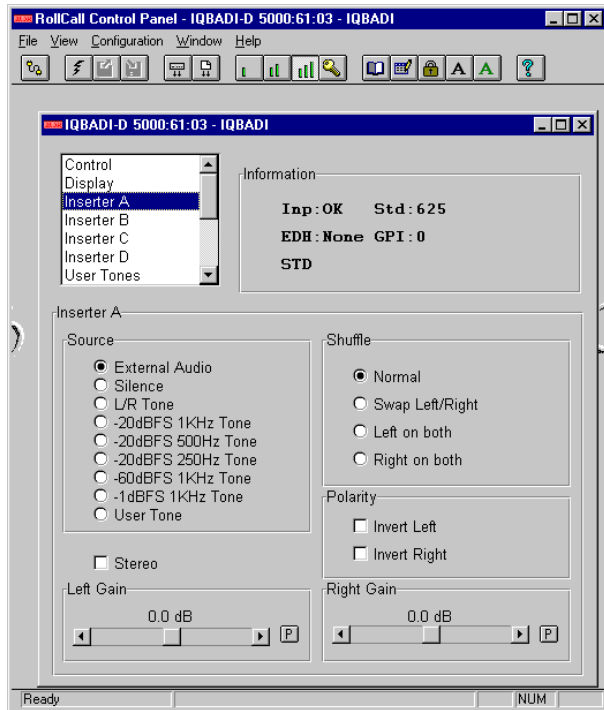 RollCall Control Panel - IQBADI-D 5000:61:03 - IQBADI
File View Configuration Window Help
A A
IQBADI-D 5000:61:03 - IQBADI
Control
Display
Inserter A
Inserter B
Inserter C
Inserter D
User Tones
Information
Inp:OK Std:625
EDH:None GPI:0
STD
Inserter A
Source
External Audio
Silence
L/R Tone
-20dBFS 1KHz Tone
-20dBFS 500Hz Tone
-20dBFS 250Hz Tone
-60dBFS 1KHz Tone
-1dBFS 1KHz Tone
User Tone
Stereo
Shuffle
Normal
Swap Left/Right
Left on both
Right on both
Polarity
Invert Left
Invert Right
Left Gain
0.0 dB
P
Right Gain
0.0 dB
P
Ready NUM